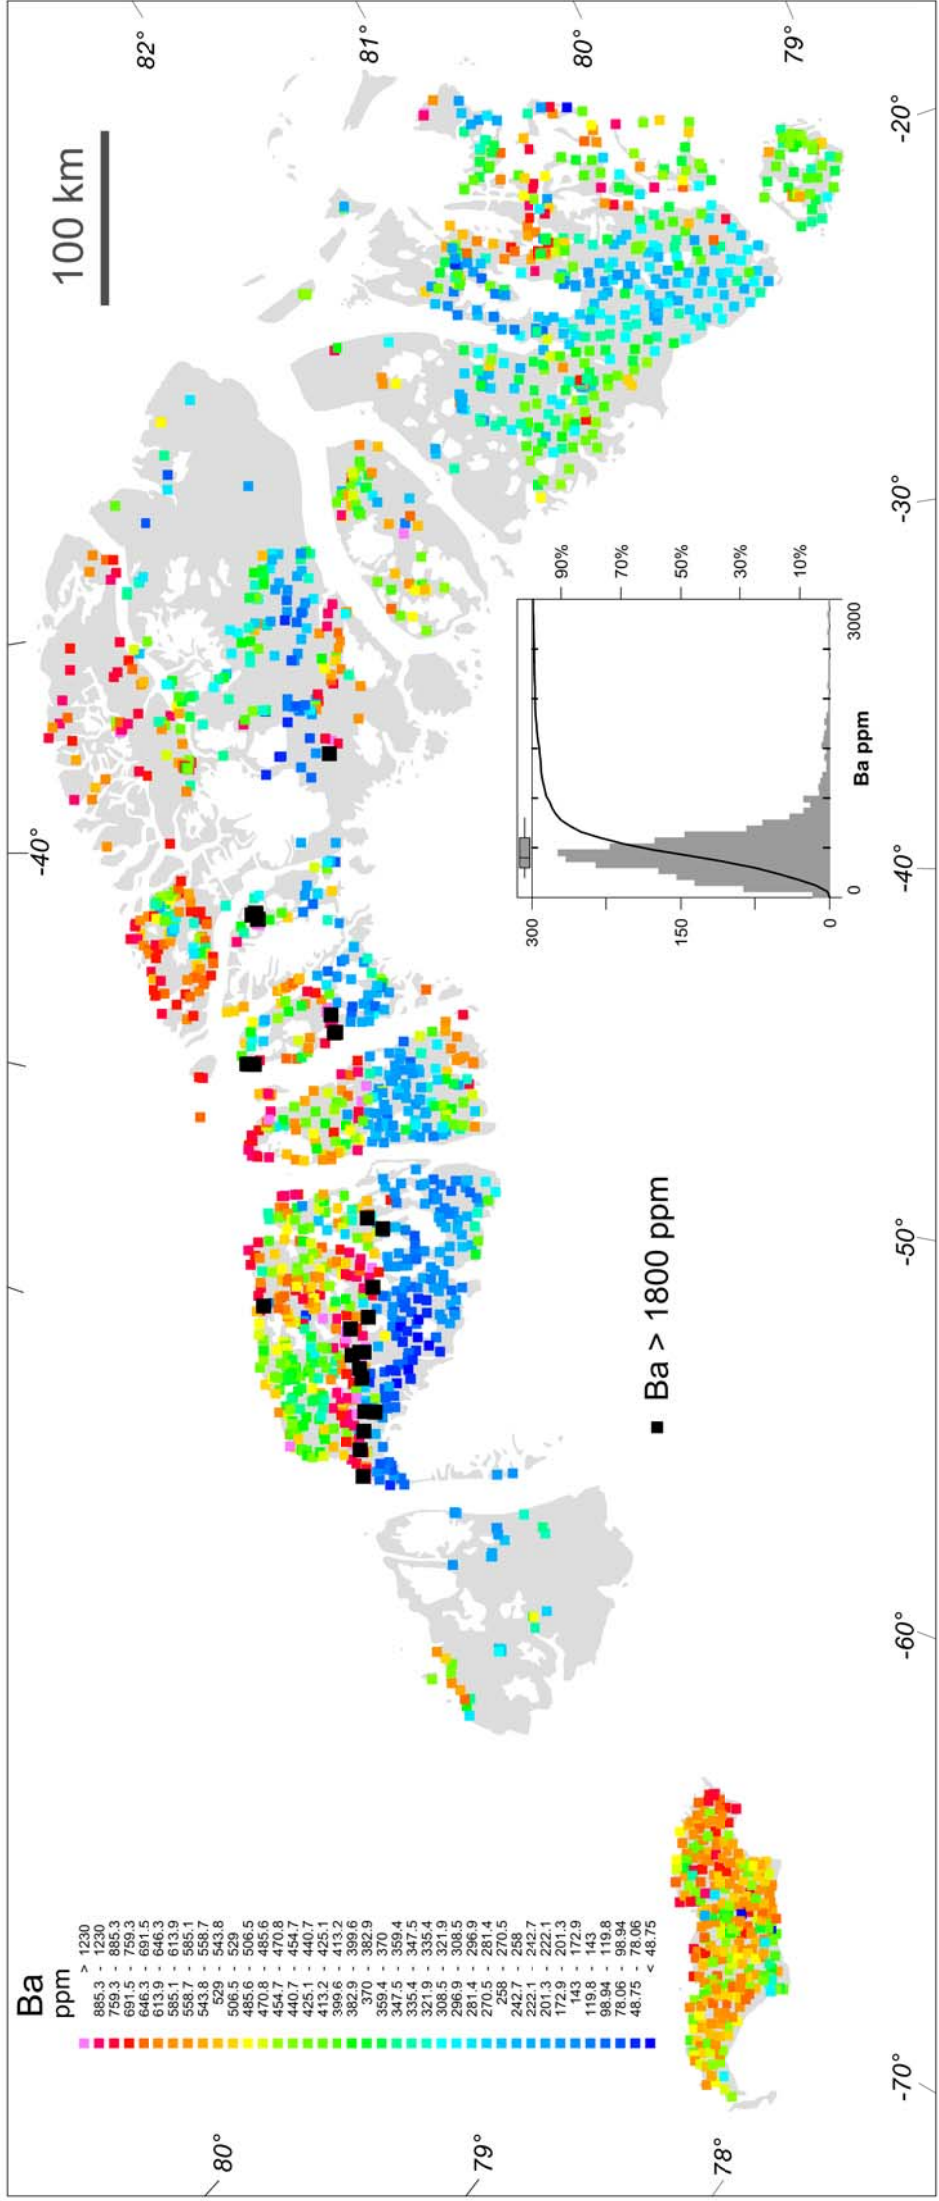 Ba
ppm
> 1230
885.3 - 1230
759.3 - 885.3
691.5 - 759.3
646.3 - 691.5
613.9 - 646.3
585.1 - 613.9
558.7 - 585.1
543.8 - 558.7
529 - 543.8
506.5 - 529
485.6 - 506.5
470.8 - 485.6
454.7 - 470.8
440.7 - 454.7
425.1 - 440.7
413.2 - 425.1
399.6 - 413.2
382.9 - 399.6
370 - 382.9
359.4 - 370
347.5 - 359.4
335.4 - 347.5
321.9 - 335.4
308.5 - 321.9
296.9 - 308.5
281.4 - 296.9
270.5 - 281.4
258 - 270.5
242.7 - 258
222.1 - 242.7
201.3 - 222.1
172.9 - 201.3
143 - 172.9
119.8 - 143
98.94 - 119.8
78.06 - 98.94
48.75 - 78.06
< 48.75
100 km
-40°
82°
81°
80°
79°
80°
79°
78°
Ba > 1800 ppm
300
150
0
90%
70%
50%
30%
10%
0
3000
Ba ppm
-70°
-60°
-50°
-40°
-30°
-20°